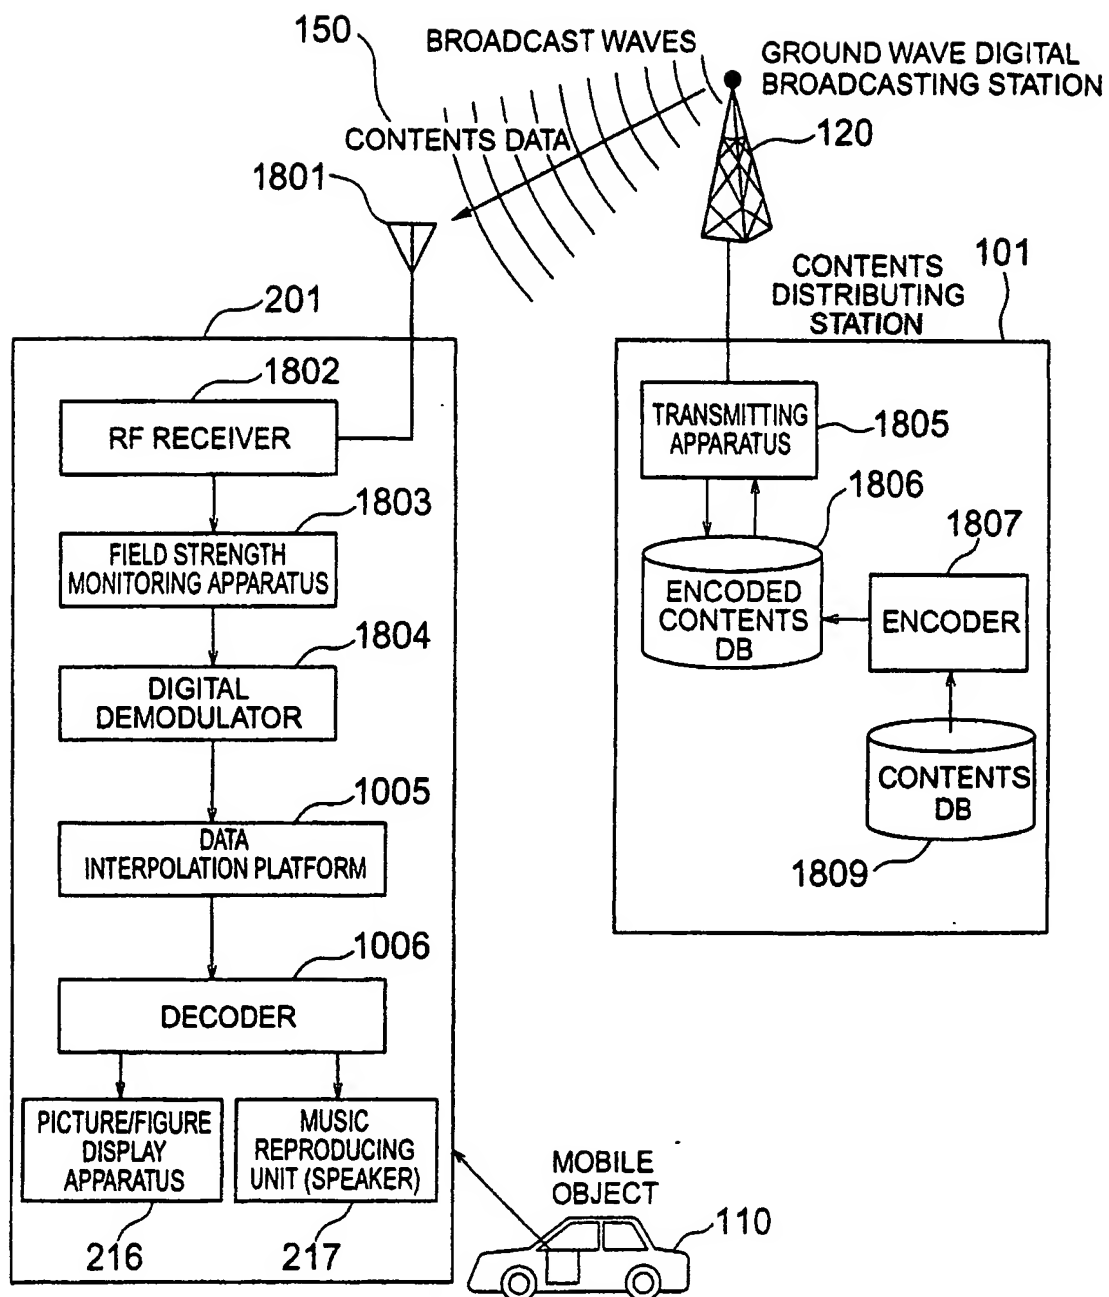 150
BROADCAST WAVES
GROUND WAVE DIGITAL
BROADCASTING STATION
CONTENTS DATA
120
1801
CONTENTS
DISTRIBUTING
STATION
101
201
1802
RF RECEIVER
1803
FIELD STRENGTH
MONITORING APPARATUS
1804
DIGITAL
DEMODULATOR
1005
DATA
INTERPOLATION PLATFORM
1006
DECODER
PICTURE/FIGURE
DISPLAY
APPARATUS
216
MUSIC
REPRODUCING
UNIT (SPEAKER)
217
TRANSMITTING
APPARATUS
1805
1806
ENCODED
CONTENTS
DB
1807
ENCODER
CONTENTS
DB
1809
MOBILE
OBJECT
110